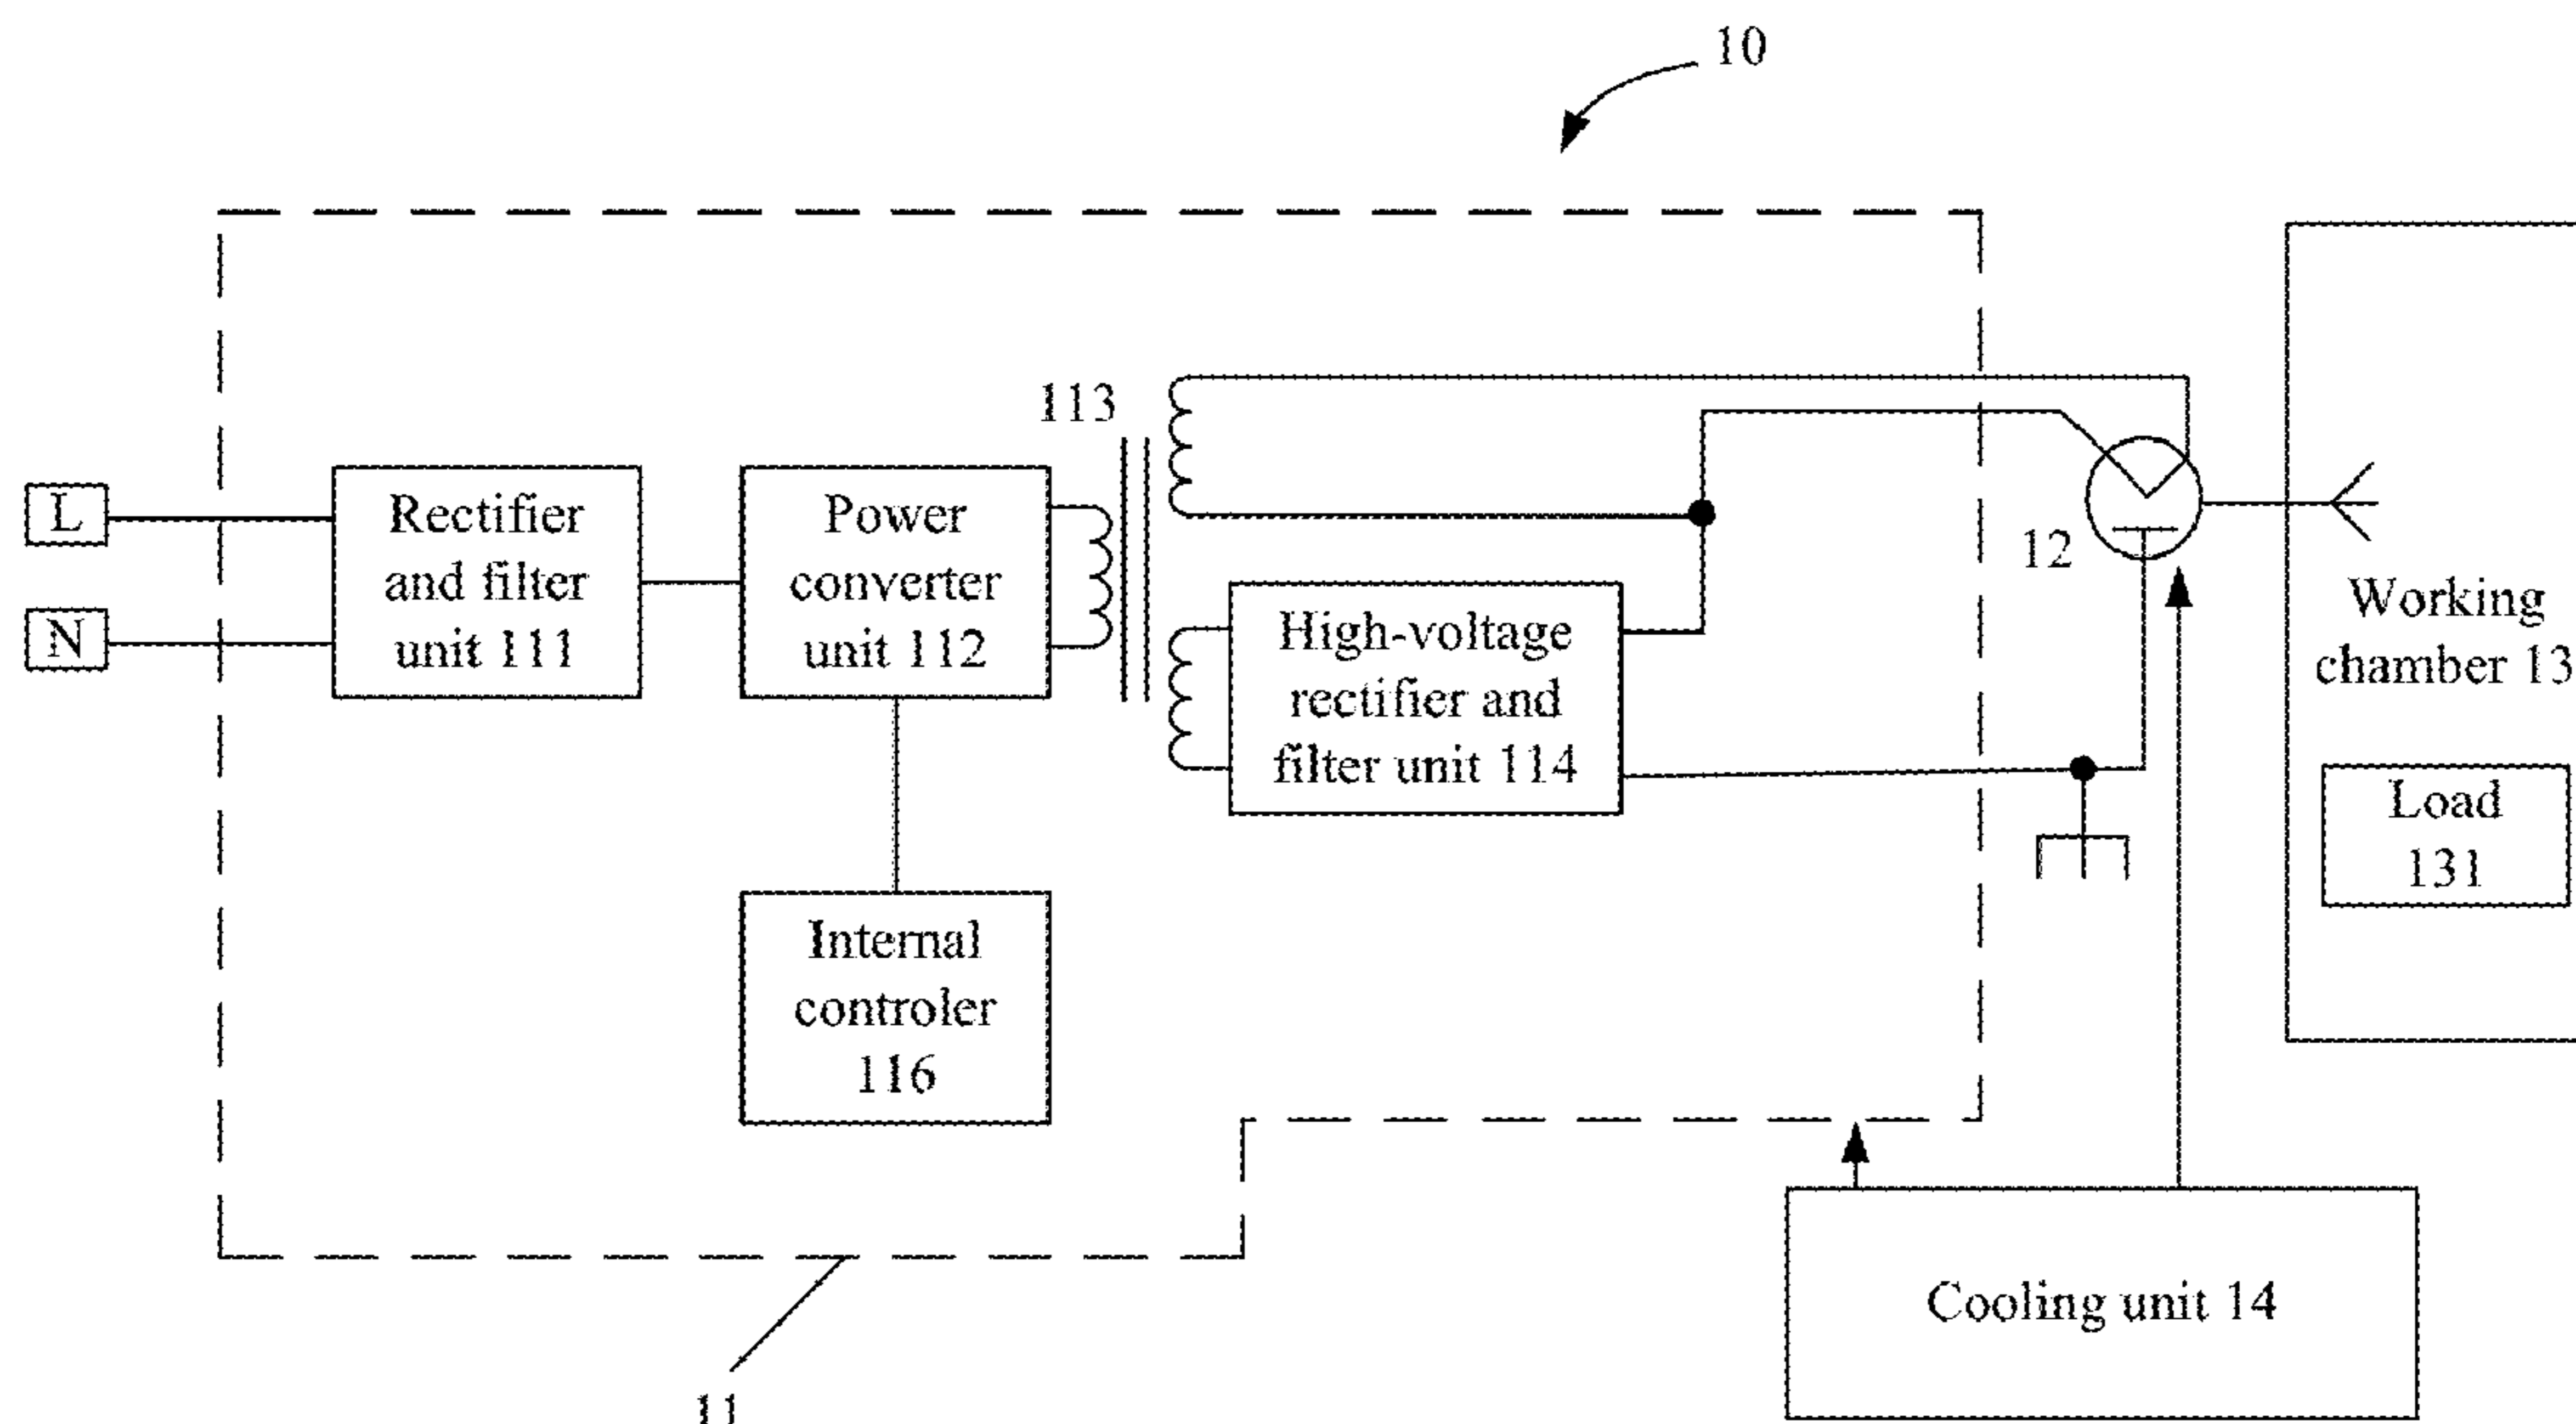 10
113
L
N
Rectifier
and filter
unit 111
Power
converter
unit 112
High-voltage
rectifier and
filter unit 114
12
Working
chamber 13
Load
131
Internal
controler
116
Cooling unit 14
11